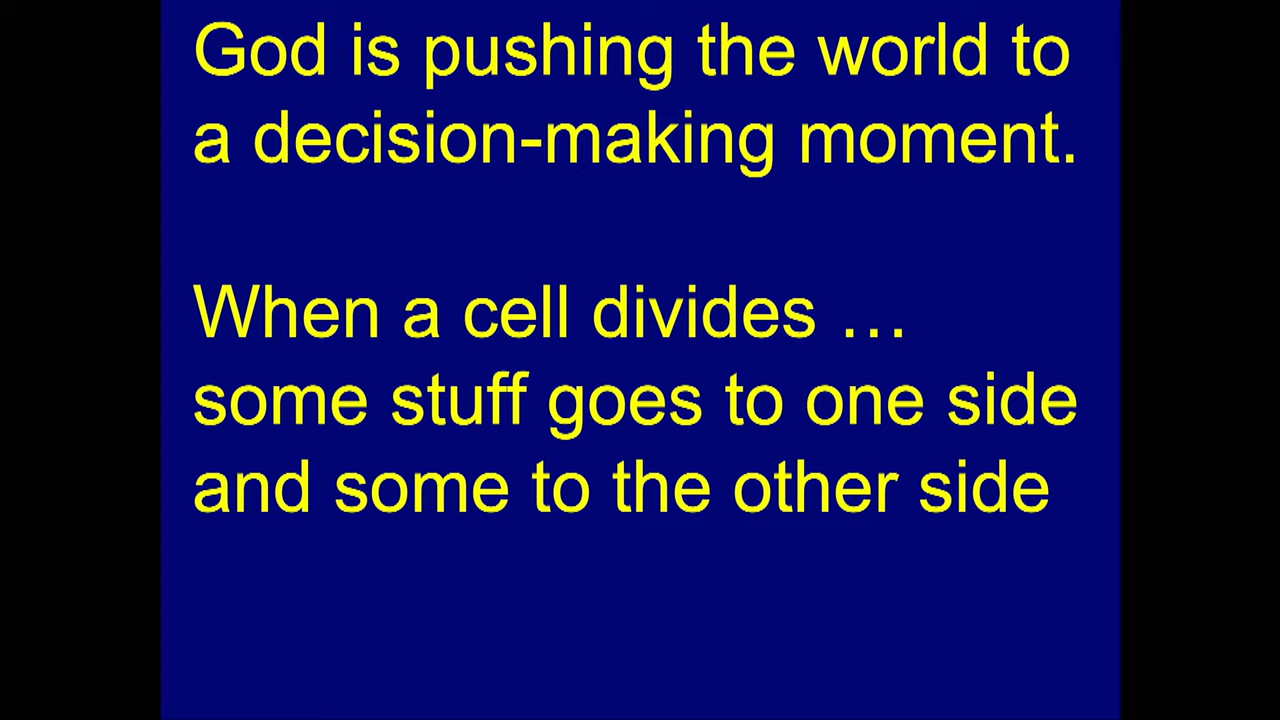 God is pushing the world to
a decision-making moment.
When a cell divides …
some stuff goes to one side
and some to the other side